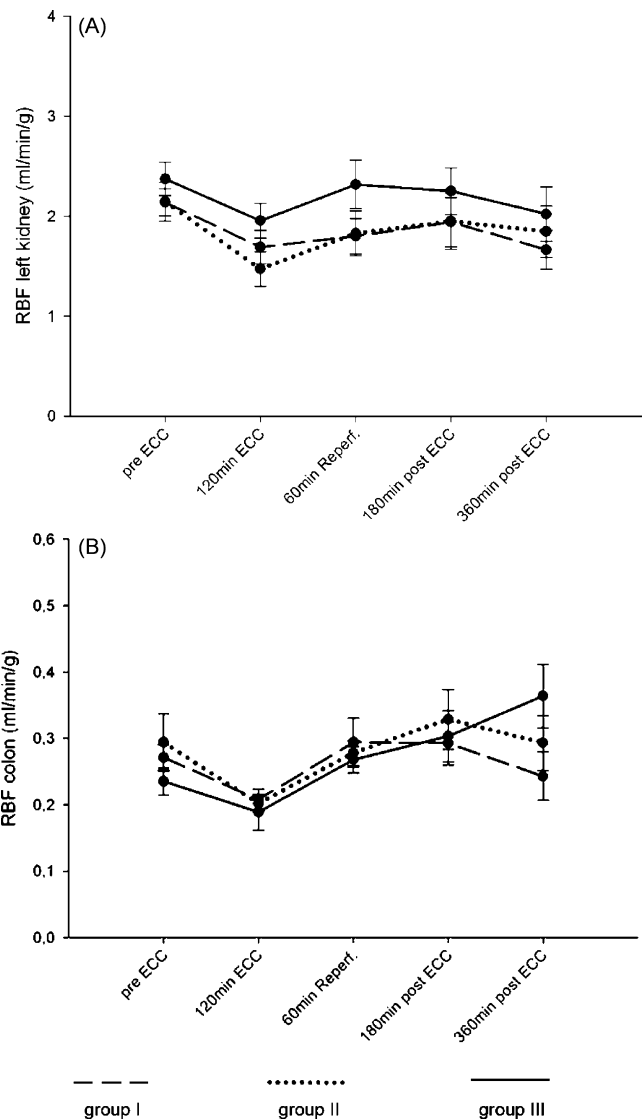 (A)
RBF left kidney (ml/min/g)
4
3
2
1
0
pre ECC
120min ECC
60min Reperf.
180min post ECC
360min post ECC
(B)
RBF colon (ml/min/g)
0,6
0,5
0,4
0,3
0,2
0,1
0,0
pre ECC
120min ECC
60min Reperf.
180min post ECC
360min post ECC
group I
group II
group III